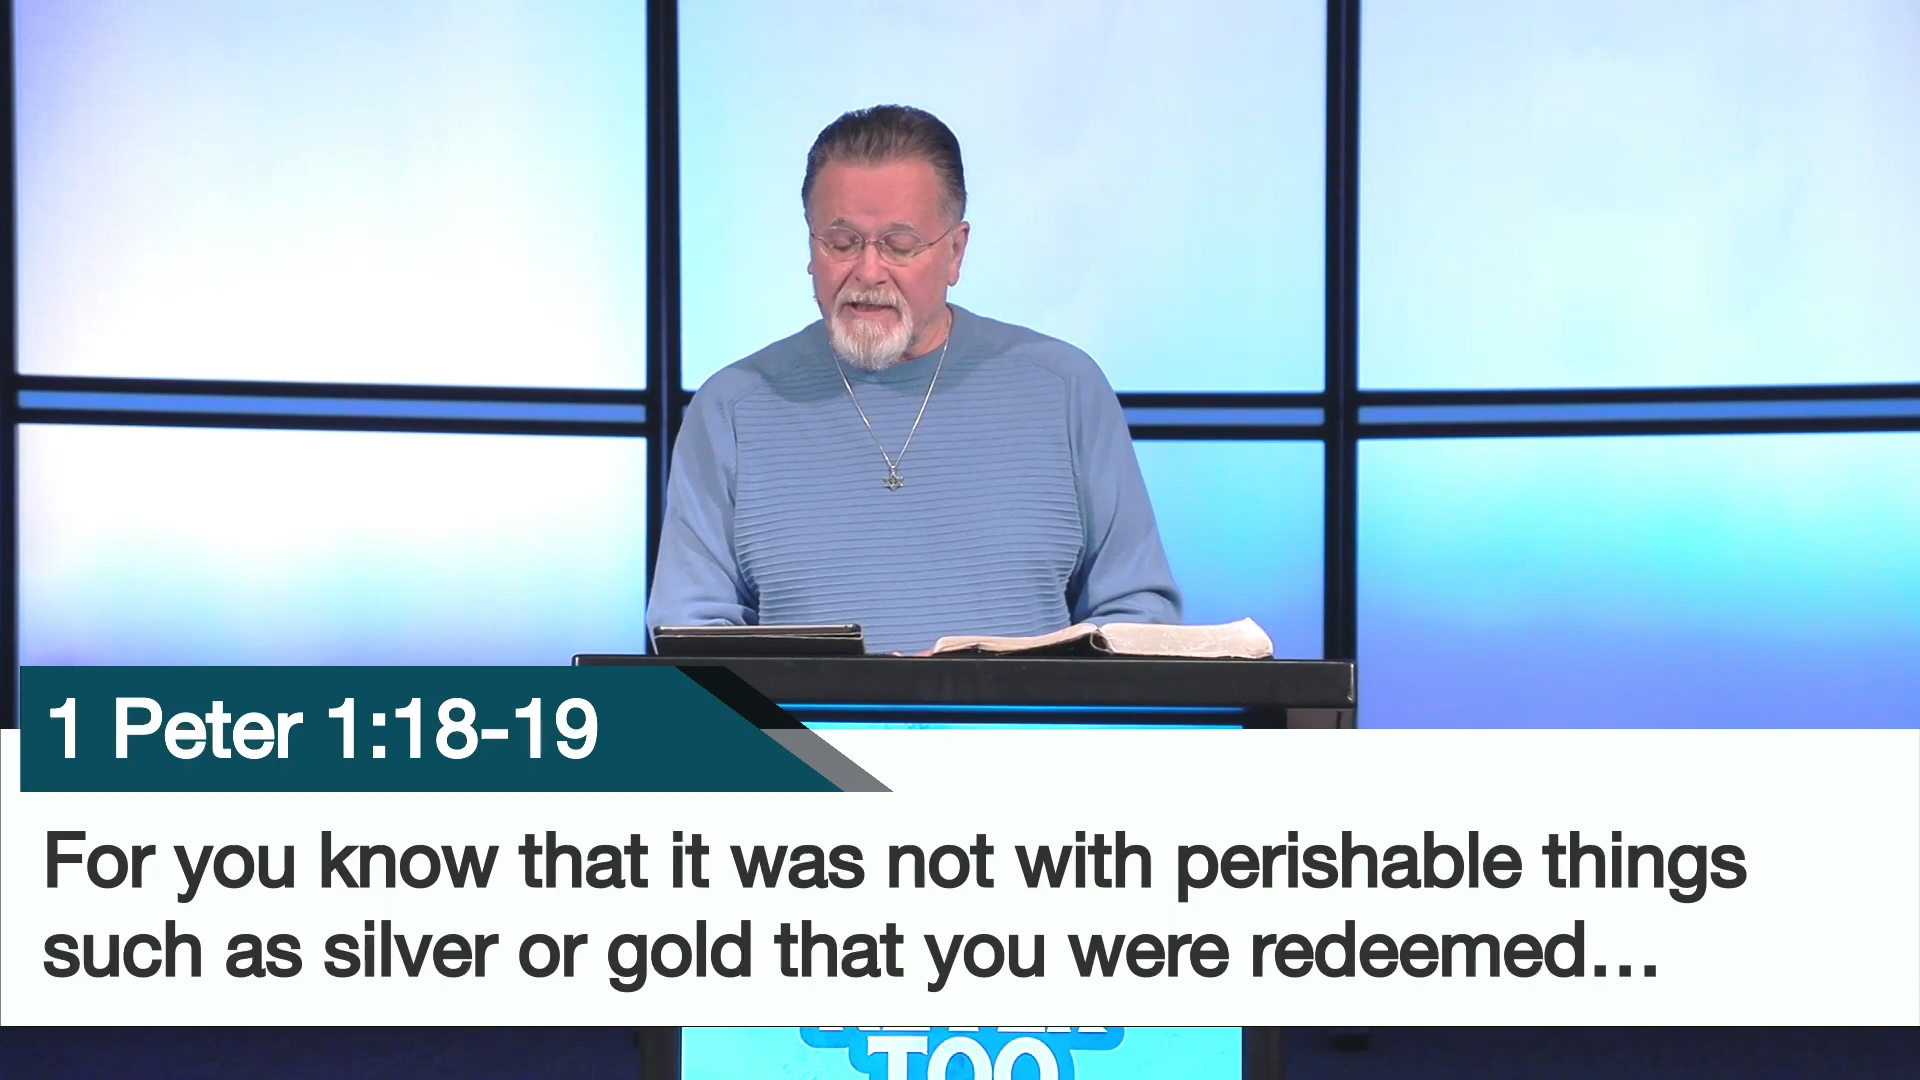 1 Peter 1:18-19
For you know that it was not with perishable things
such as silver or gold that you were redeemed…
TOO